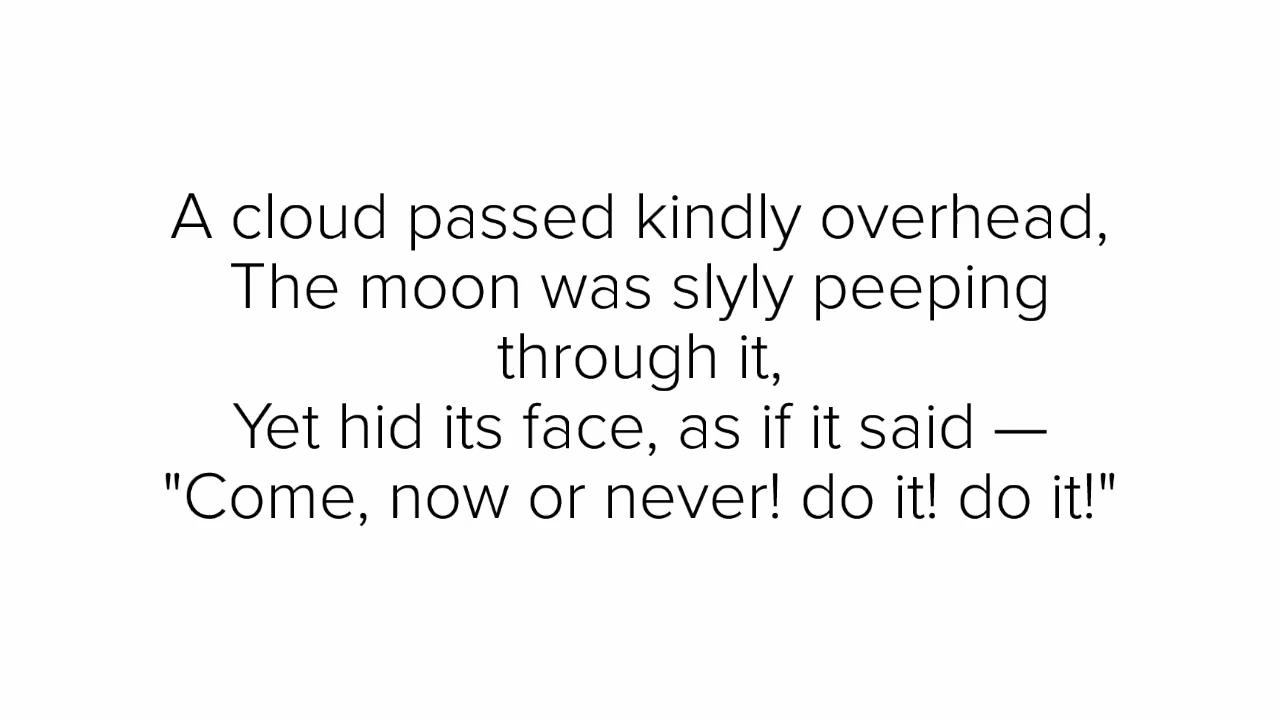 A cloud passed kindly overhead,
The moon was slyly peeping
through it,
Yet hid its face, as if it said —
"Come, now or never! do it! do it!"